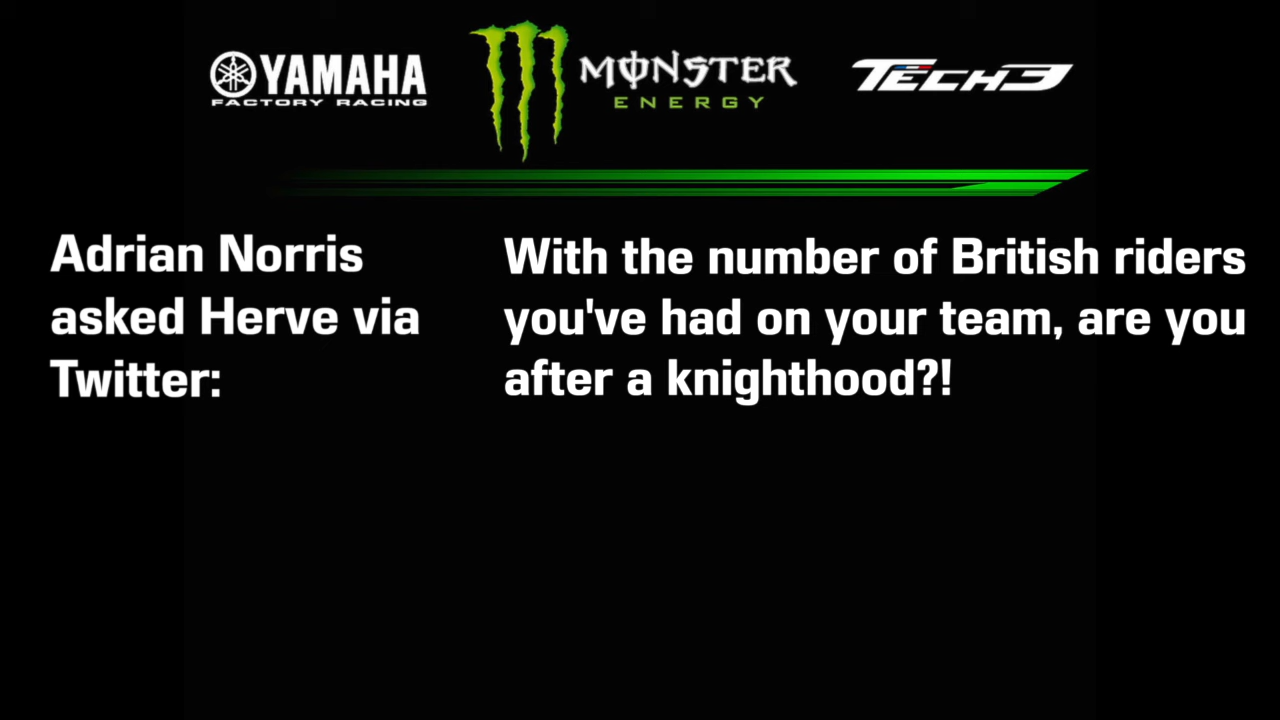 YAMAHA
FACTORY RACING
MONSTER
ENERGY
TECH3
Adrian Norris
asked Herve via
Twitter:
With the number of British riders
you've had on your team, are you
after a knighthood?!